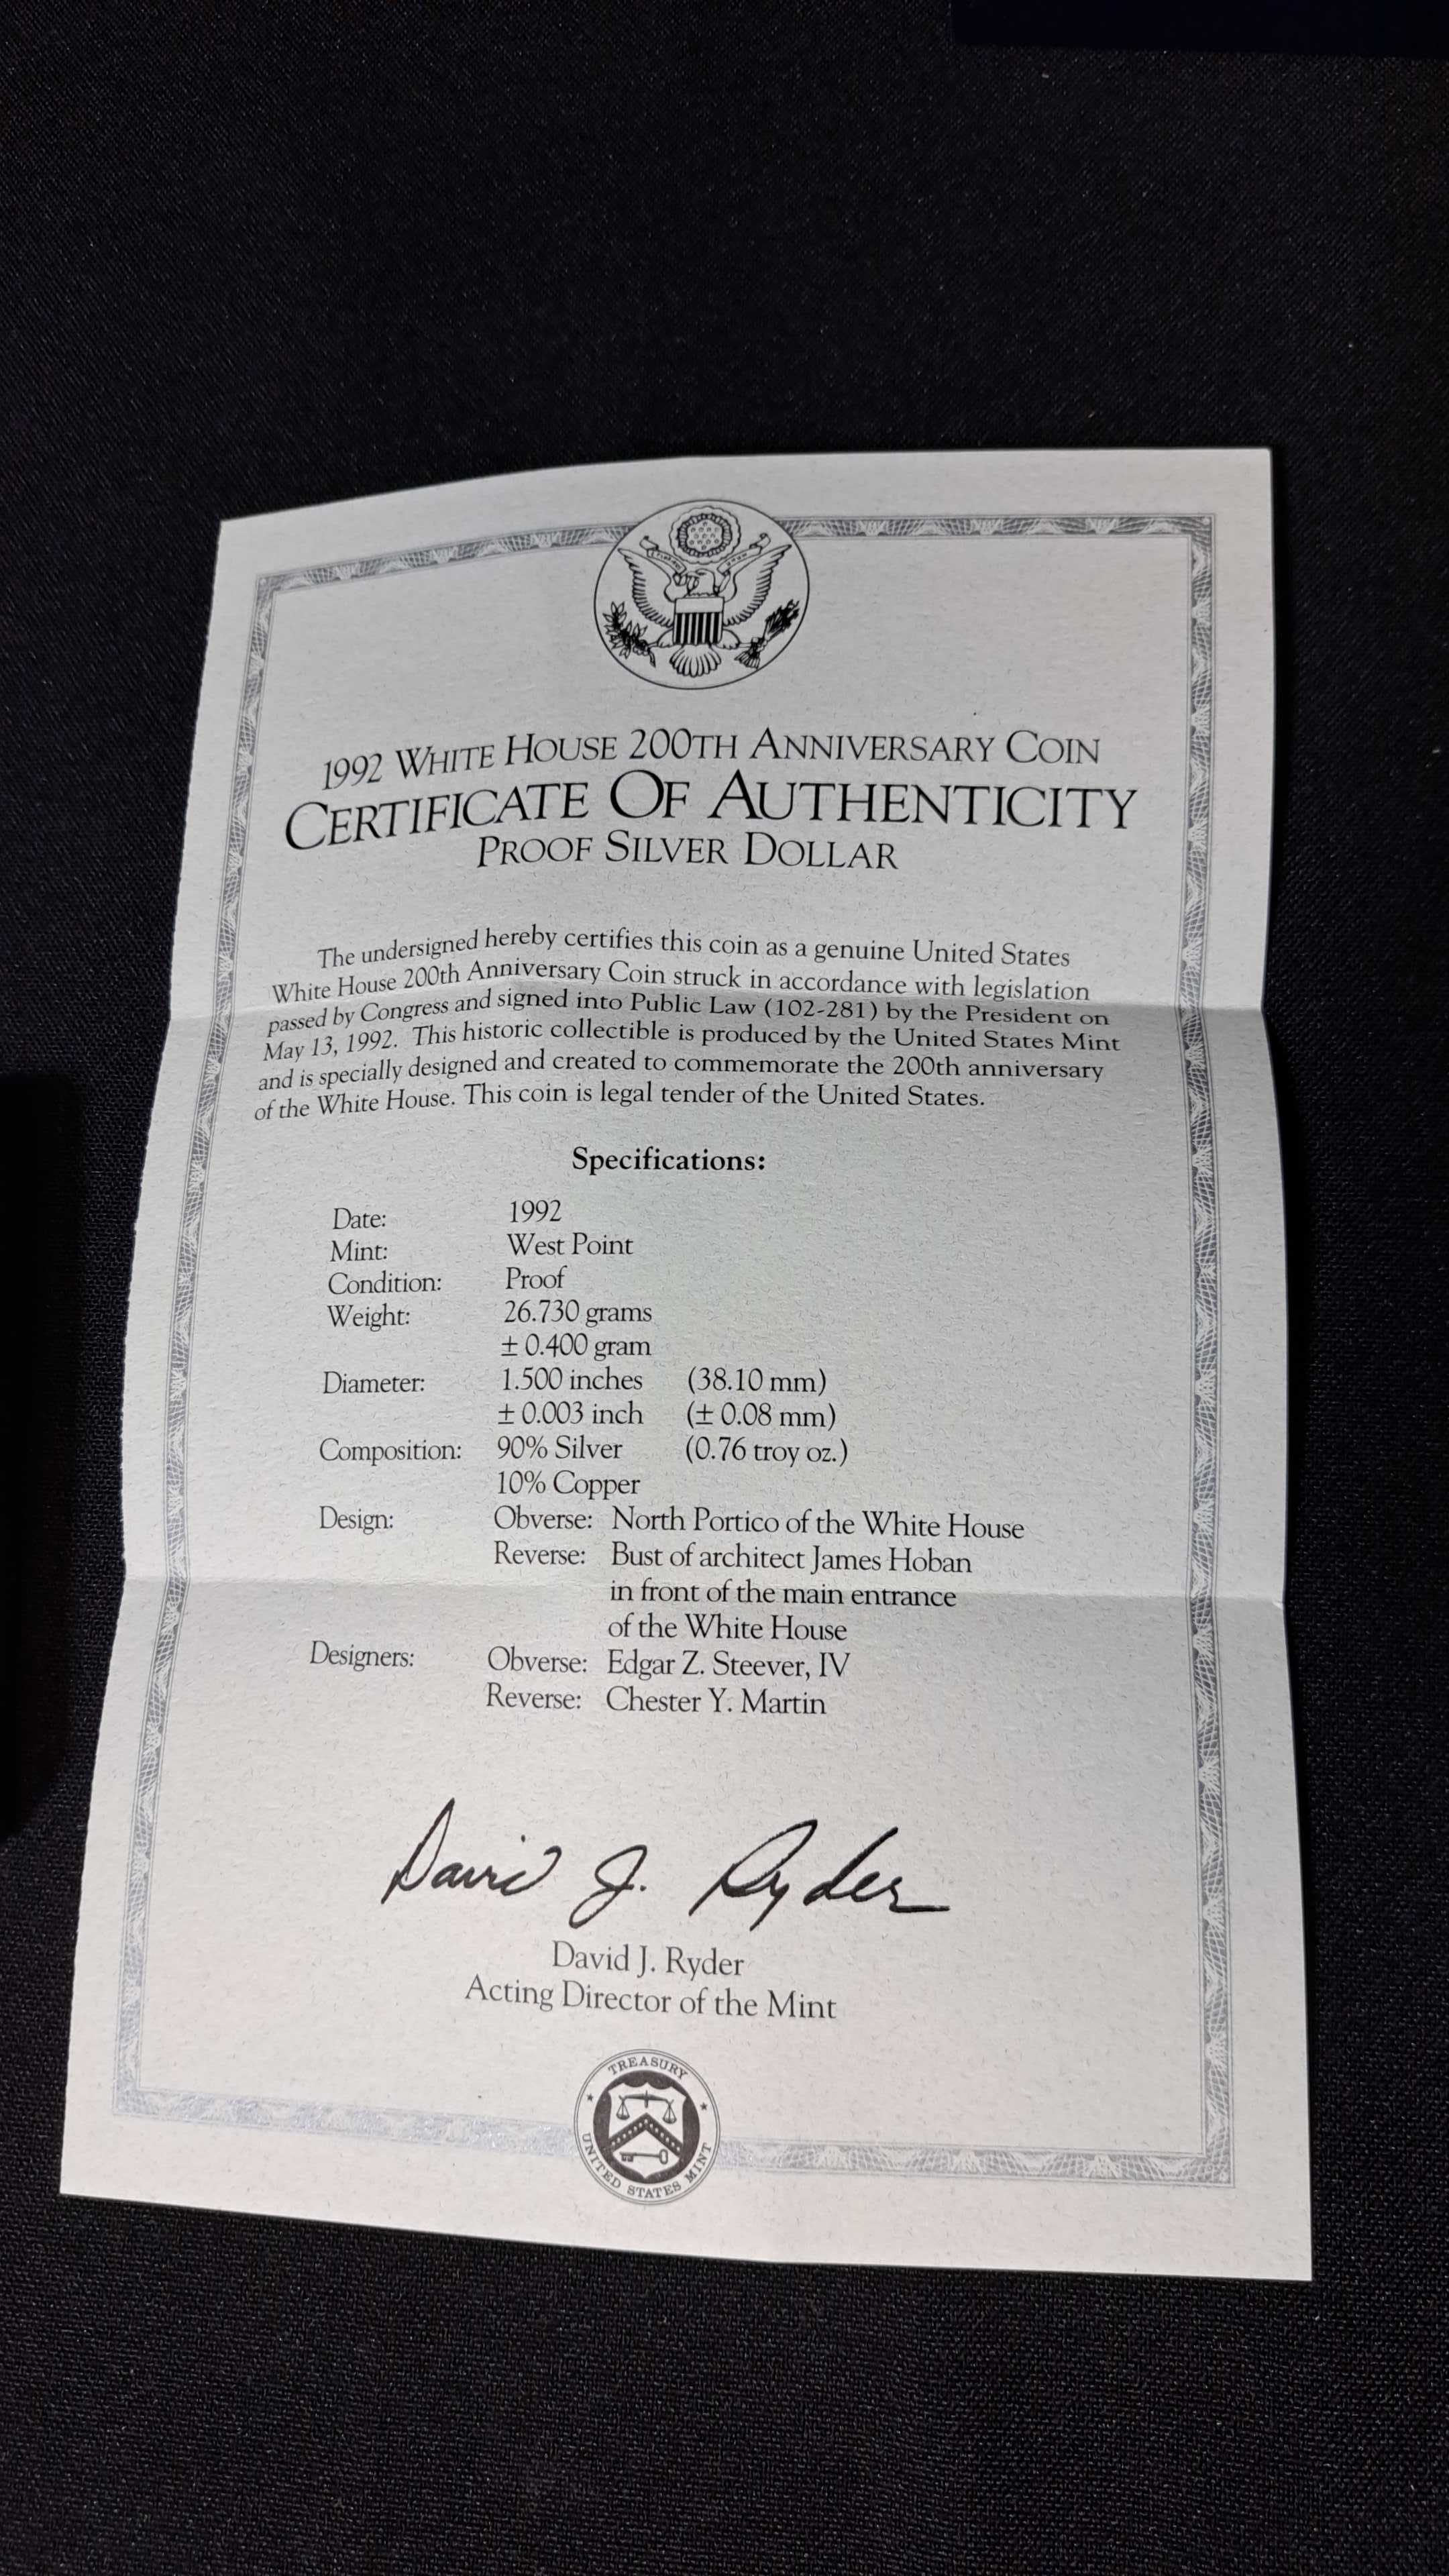 1992 WHITE HOUSE 200TH ANNIVERSARY COIN
CERTIFICATE OF AUTHENTICITY
PROOF SILVER DOLLAR
The undersigned hereby certifies this coin as a genuine United States
White House 200th Anniversary Coin struck in accordance with legislation
passed by Congress and signed into Public Law (102-281) by the President on
May 13, 1992. This historic collectible is produced by the United States Mint
and is specially designed and created to commemorate the 200th anniversary
of the White House. This coin is legal tender of the United States.
Specifications:
Date: 1992
Mint: West Point
Condition: Proof
Weight: 26.730 grams
± 0.400 gram
Diameter: 1.500 inches (38.10 mm)
± 0.003 inch (± 0.08 mm)
Composition: 90% Silver (0.76 troy oz.)
10% Copper
Design: Obverse: North Portico of the White House
Reverse: Bust of architect James Hoban
in front of the main entrance
of the White House
Designers: Obverse: Edgar Z. Steever, IV
Reverse: Chester Y. Martin
David J. Ryder
David J. Ryder
Acting Director of the Mint
TREASURY
UNITED STATES MINT